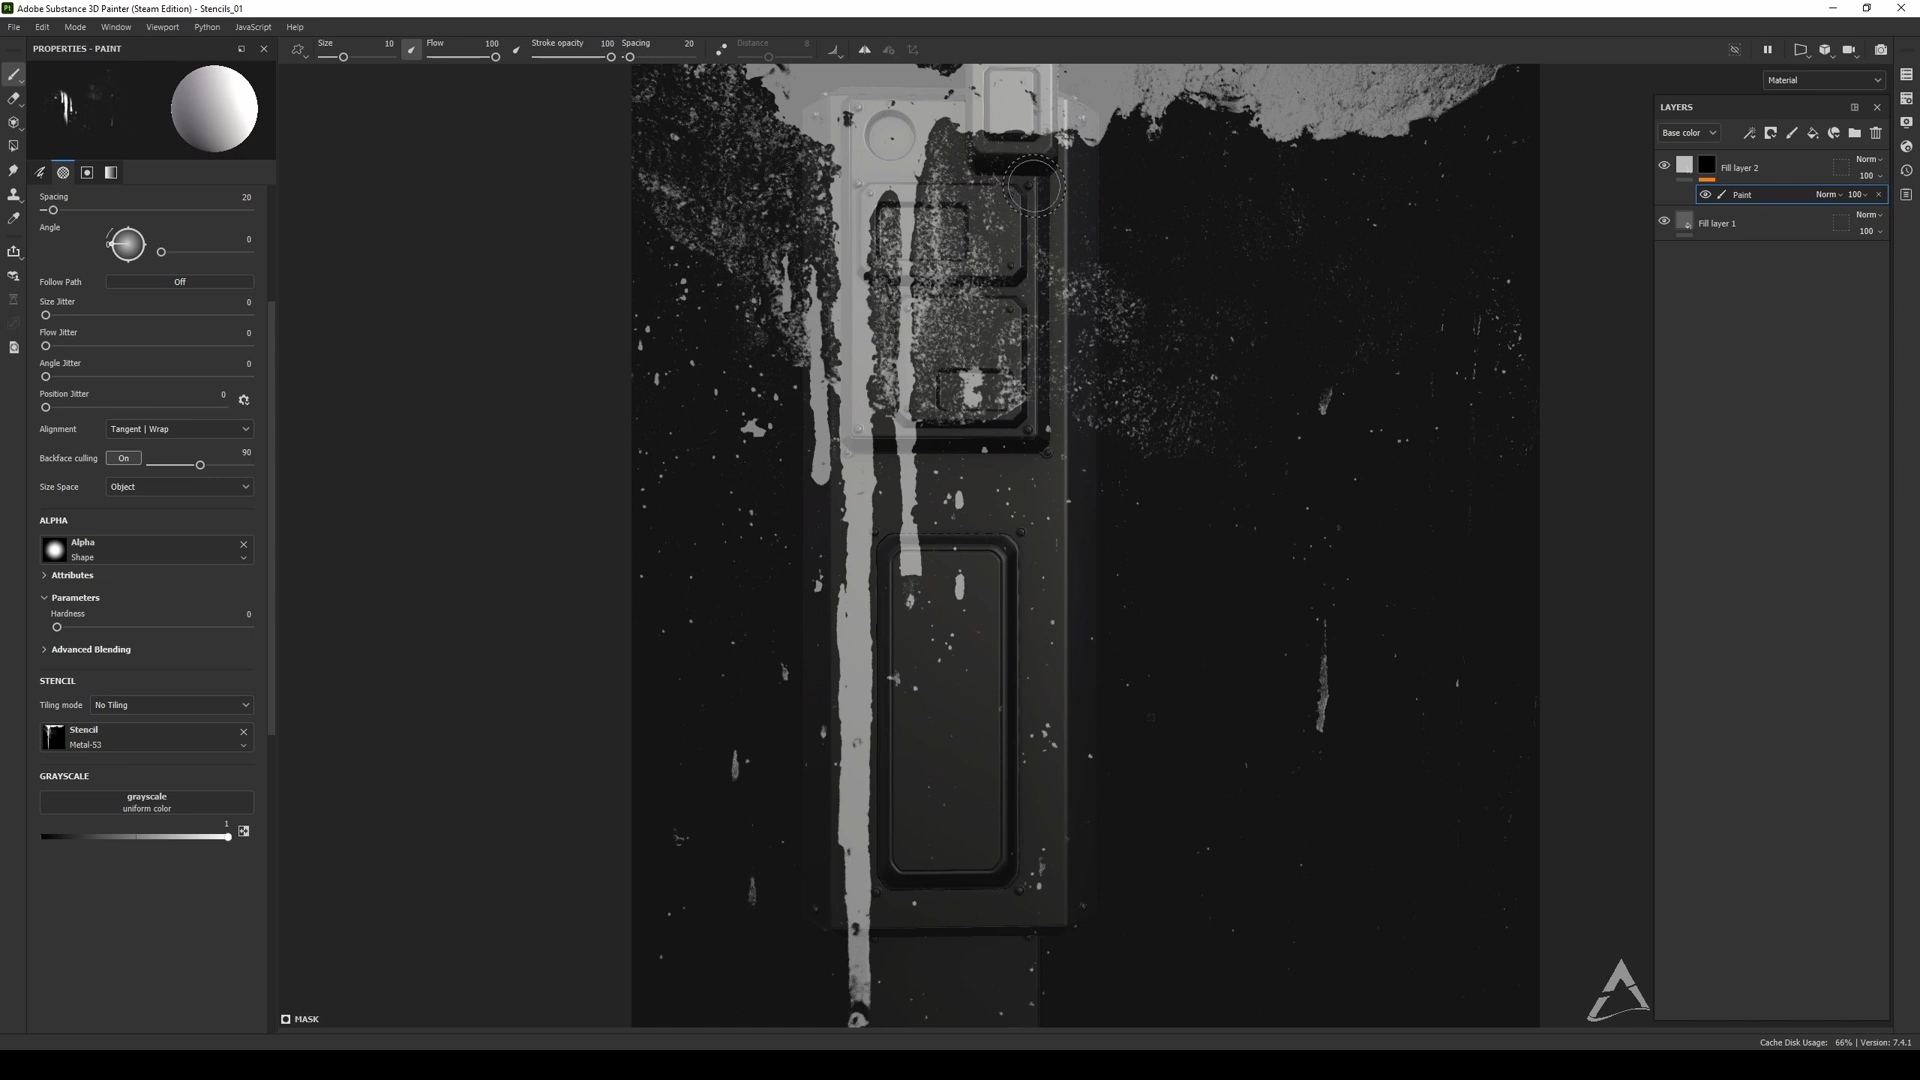 Adobe Substance 3D Painter (Steam Edition) - Stencils_01
File Edit Mode Window Viewport Python JavaScript Help
PROPERTIES - PAINT
Size 10 Flow 100 Stroke opacity 100 Spacing 20 Distance 8
Material
LAYERS
Base color
Fill layer 2 Norm 100
Paint Norm 100
Fill layer 1 Norm 100
Spacing 20
Angle 0
Follow Path Off
Size Jitter 0
Flow Jitter 0
Angle Jitter 0
Position Jitter 0
Alignment Tangent | Wrap
Backface culling On 90
Size Space Object
ALPHA
Alpha
Shape
Attributes
Parameters
Hardness 0
Advanced Blending
STENCIL
Tiling mode No Tiling
Stencil
Metal-53
GRAYSCALE
grayscale
uniform color
1
MASK
Cache Disk Usage: 66% | Version: 7.4.1